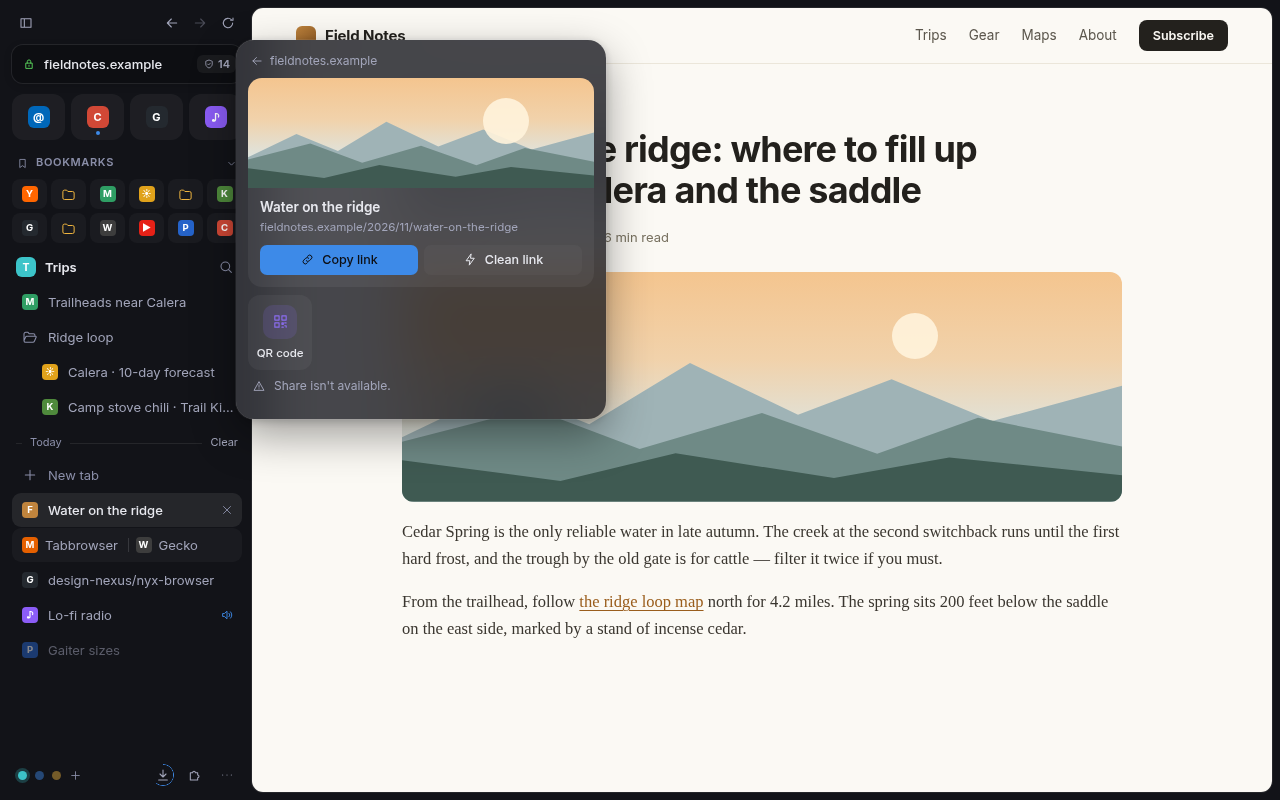 fieldnotes.example
14
@
C
G
BOOKMARKS
Y
M
K
G
W
P
C
T
Trips
M
Trailheads near Calera
Ridge loop
Calera · 10-day forecast
K
Camp stove chili · Trail Ki...
Today
Clear
New tab
F
Water on the ridge
M
Tabbrowser
W
Gecko
G
design-nexus/nyx-browser
Lo-fi radio
P
Gaiter sizes
Field Notes
Trips
Gear
Maps
About
Subscribe
ridge: where to fill up
and the saddle
6 min read
fieldnotes.example
Water on the ridge
fieldnotes.example/2026/11/water-on-the-ridge
Copy link
Clean link
QR code
Share isn't available.
Cedar Spring is the only reliable water in late autumn. The creek at the second switchback runs until the first
hard frost, and the trough by the old gate is for cattle — filter it twice if you must.
From the trailhead, follow the ridge loop map north for 4.2 miles. The spring sits 200 feet below the saddle
on the east side, marked by a stand of incense cedar.